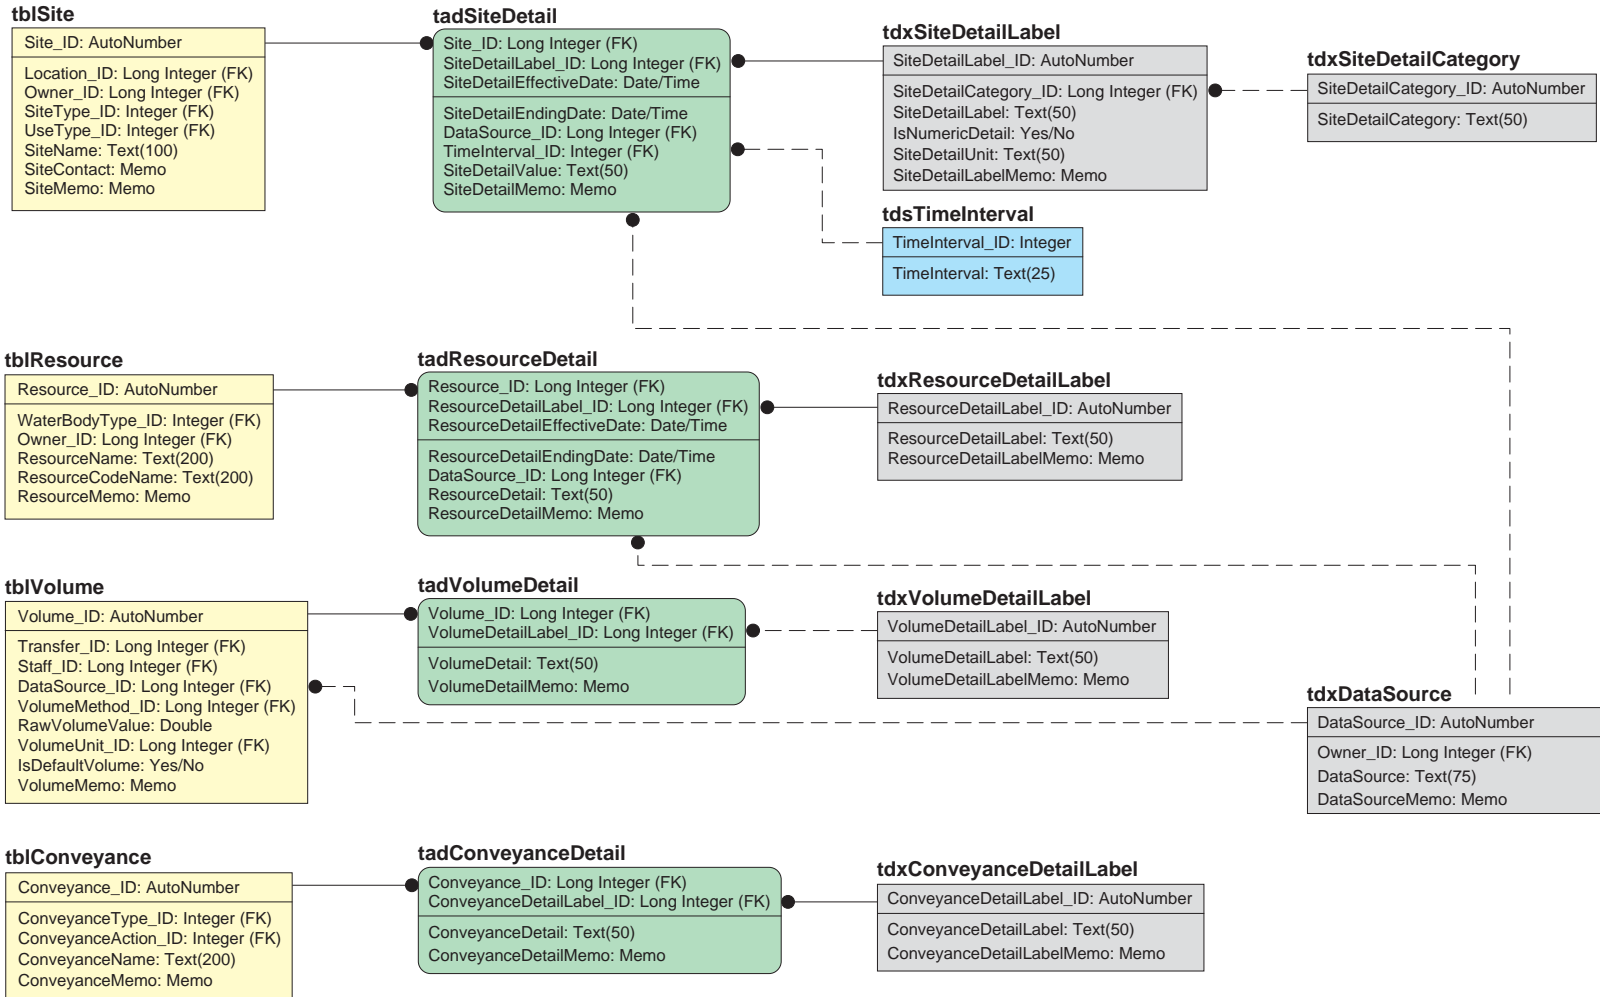 tblSite
Site_ID: AutoNumber
Location_ID: Long Integer (FK)
Owner_ID: Long Integer (FK)
SiteType_ID: Integer (FK)
UseType_ID: Integer (FK)
SiteName: Text(100)
SiteContact: Memo
SiteMemo: Memo
tadSiteDetail
Site_ID: Long Integer (FK)
SiteDetailLabel_ID: Long Integer (FK)
SiteDetailEffectiveDate: Date/Time
SiteDetailEndingDate: Date/Time
DataSource_ID: Long Integer (FK)
TimeInterval_ID: Integer (FK)
SiteDetailValue: Text(50)
SiteDetailMemo: Memo
tdxSiteDetailLabel
SiteDetailLabel_ID: AutoNumber
SiteDetailCategory_ID: Long Integer (FK)
SiteDetailLabel: Text(50)
IsNumericDetail: Yes/No
SiteDetailUnit: Text(50)
SiteDetailLabelMemo: Memo
tdxSiteDetailCategory
SiteDetailCategory_ID: AutoNumber
SiteDetailCategory: Text(50)
tdsTimeInterval
TimeInterval_ID: Integer
TimeInterval: Text(25)
tblResource
Resource_ID: AutoNumber
WaterBodyType_ID: Integer (FK)
Owner_ID: Long Integer (FK)
ResourceName: Text(200)
ResourceCodeName: Text(200)
ResourceMemo: Memo
tadResourceDetail
Resource_ID: Long Integer (FK)
ResourceDetailLabel_ID: Long Integer (FK)
ResourceDetailEffectiveDate: Date/Time
ResourceDetailEndingDate: Date/Time
DataSource_ID: Long Integer (FK)
ResourceDetail: Text(50)
ResourceDetailMemo: Memo
tdxResourceDetailLabel
ResourceDetailLabel_ID: AutoNumber
ResourceDetailLabel: Text(50)
ResourceDetailLabelMemo: Memo
tblVolume
Volume_ID: AutoNumber
Transfer_ID: Long Integer (FK)
Staff_ID: Long Integer (FK)
DataSource_ID: Long Integer (FK)
VolumeMethod_ID: Long Integer (FK)
RawVolumeValue: Double
VolumeUnit_ID: Long Integer (FK)
IsDefaultVolume: Yes/No
VolumeMemo: Memo
tadVolumeDetail
Volume_ID: Long Integer (FK)
VolumeDetailLabel_ID: Long Integer (FK)
VolumeDetail: Text(50)
VolumeDetailMemo: Memo
tdxVolumeDetailLabel
VolumeDetailLabel_ID: AutoNumber
VolumeDetailLabel: Text(50)
VolumeDetailLabelMemo: Memo
tdxDataSource
DataSource_ID: AutoNumber
Owner_ID: Long Integer (FK)
DataSource: Text(75)
DataSourceMemo: Memo
tblConveyance
Conveyance_ID: AutoNumber
ConveyanceType_ID: Integer (FK)
ConveyanceAction_ID: Integer (FK)
ConveyanceName: Text(200)
ConveyanceMemo: Memo
tadConveyanceDetail
Conveyance_ID: Long Integer (FK)
ConveyanceDetailLabel_ID: Long Integer (FK)
ConveyanceDetail: Text(50)
ConveyanceDetailMemo: Memo
tdxConveyanceDetailLabel
ConveyanceDetailLabel_ID: AutoNumber
ConveyanceDetailLabel: Text(50)
ConveyanceDetailLabelMemo: Memo